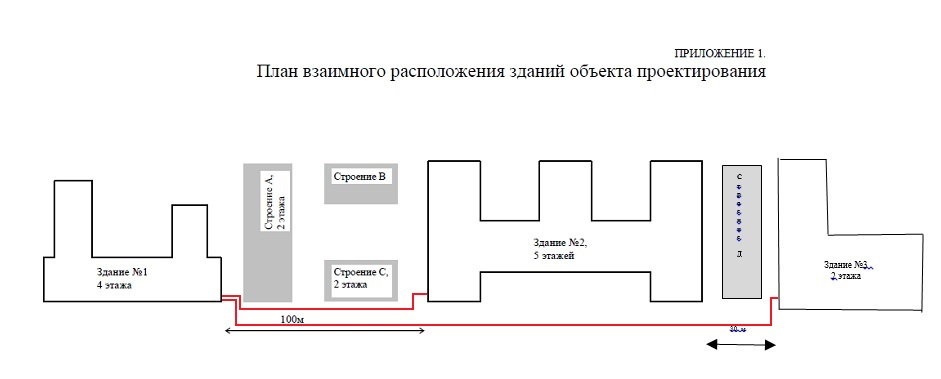 ПРИЛОЖЕНИЕ 1.
План взаимного расположения зданий объекта проектирования
Строение А,
2 этажа
Строение В
Строение С,
2 этажа
Здание №1
4 этажа
Здание №2,
5 этажей
Д
Здание №3
2 этажа
100м